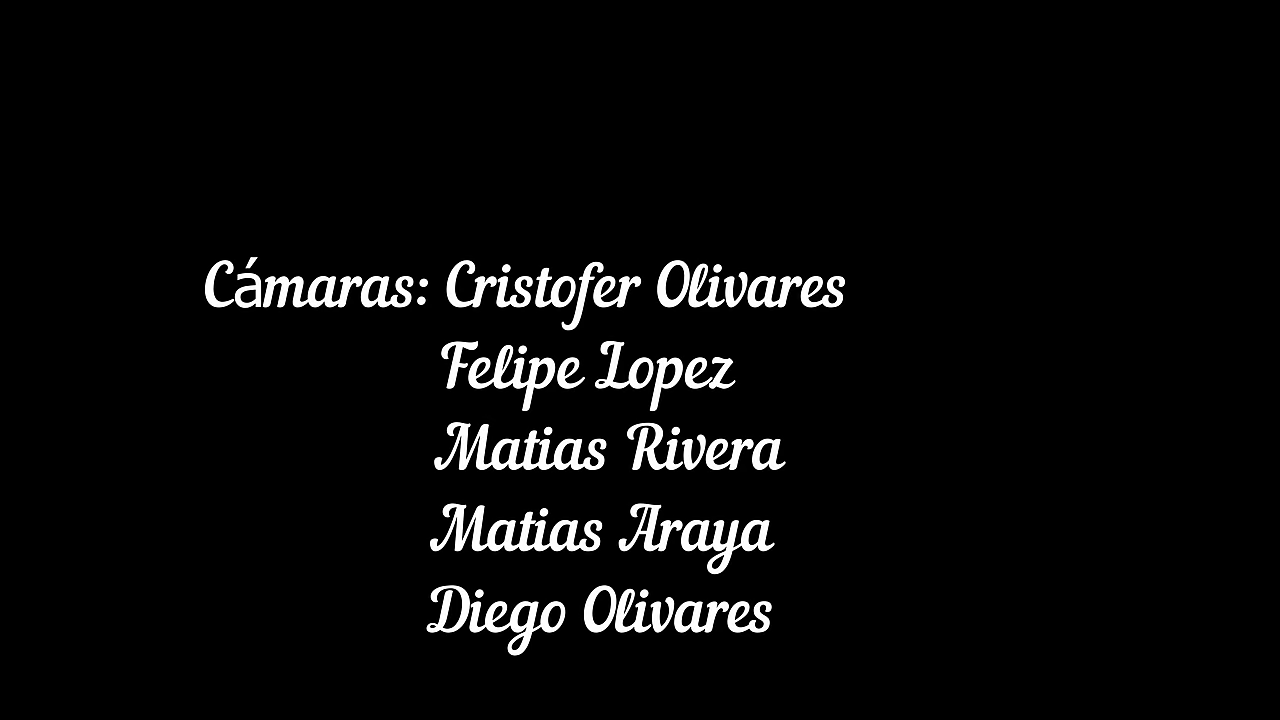 Cámaras: Cristofer Olivares
Felipe Lopez
Matias Rivera
Matias Araya
Diego Olivares